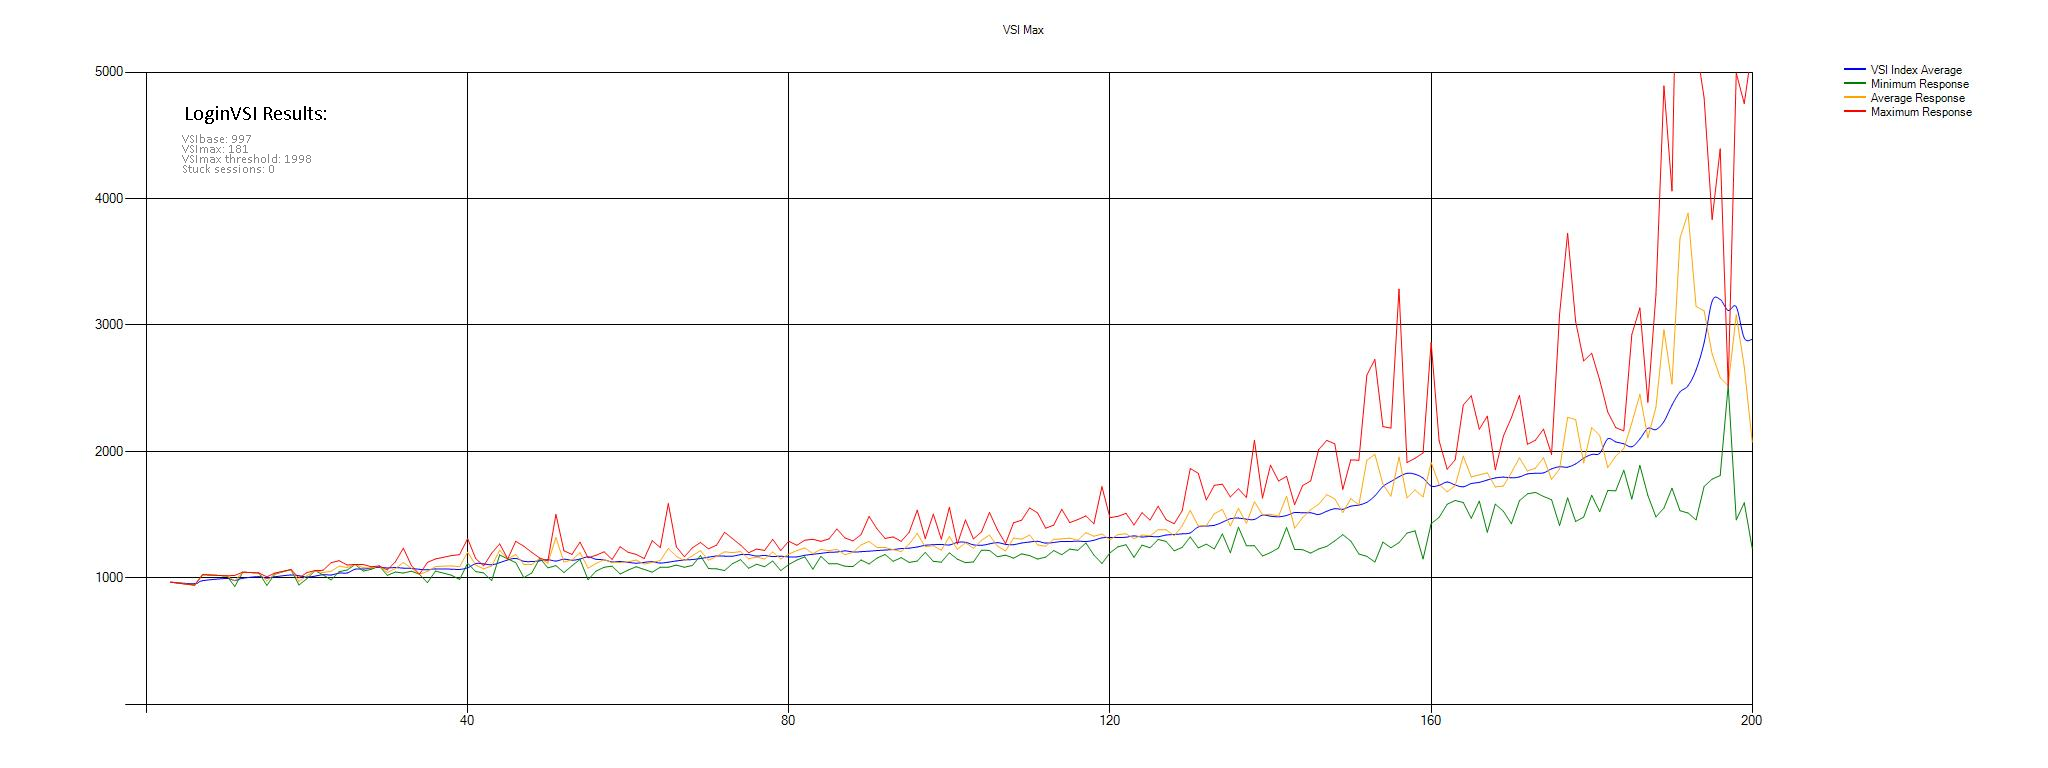 VSI Max
5000
4000
3000
2000
1000
LoginVSI Results:
VSIbase: 997
VSImax: 181
VSImax threshold: 1998
Stuck sessions: 0
VSI Index Average
Minimum Response
Average Response
Maximum Response
40
80
120
160
200